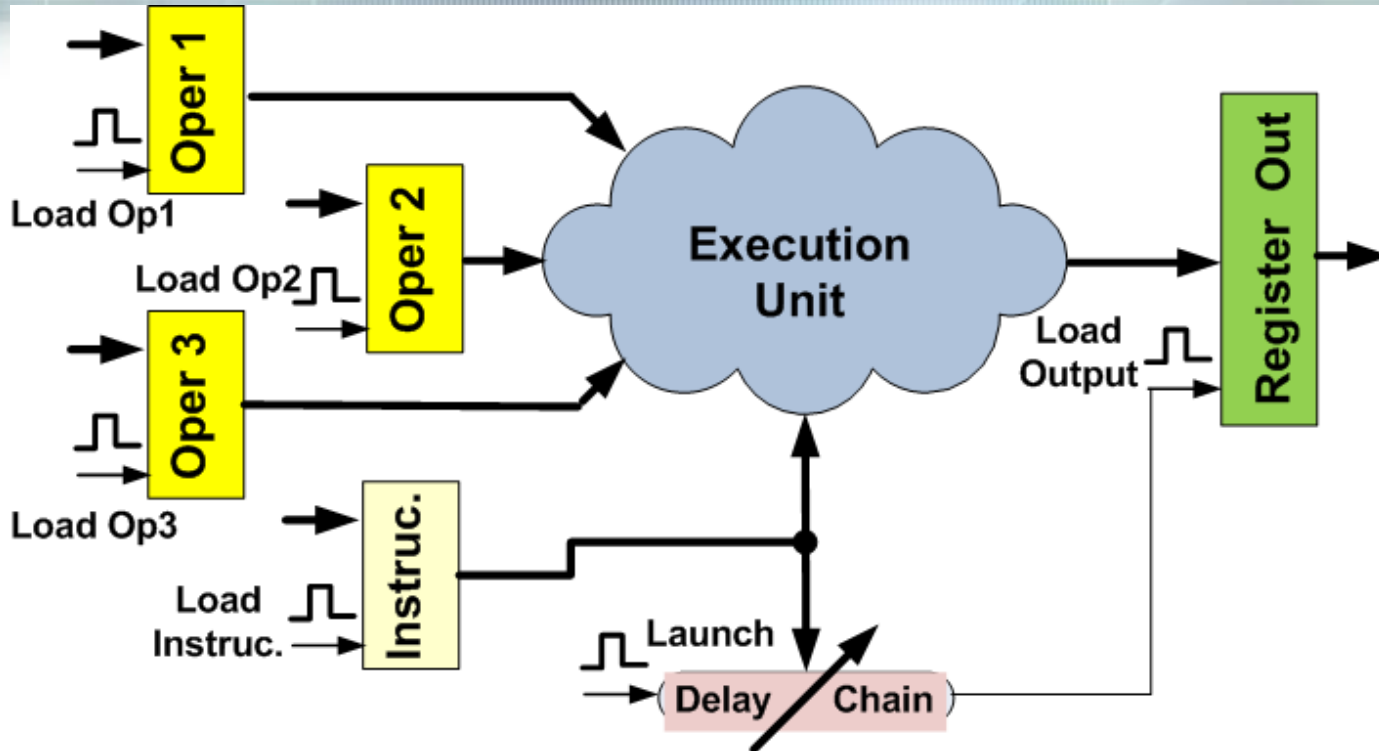 Oper 1
Load Op1
Oper 2
Load Op2
Oper 3
Load Op3
Execution
Unit
Load
Output
Register Out
Instruc.
Load
Instruc.
Launch
Delay Chain